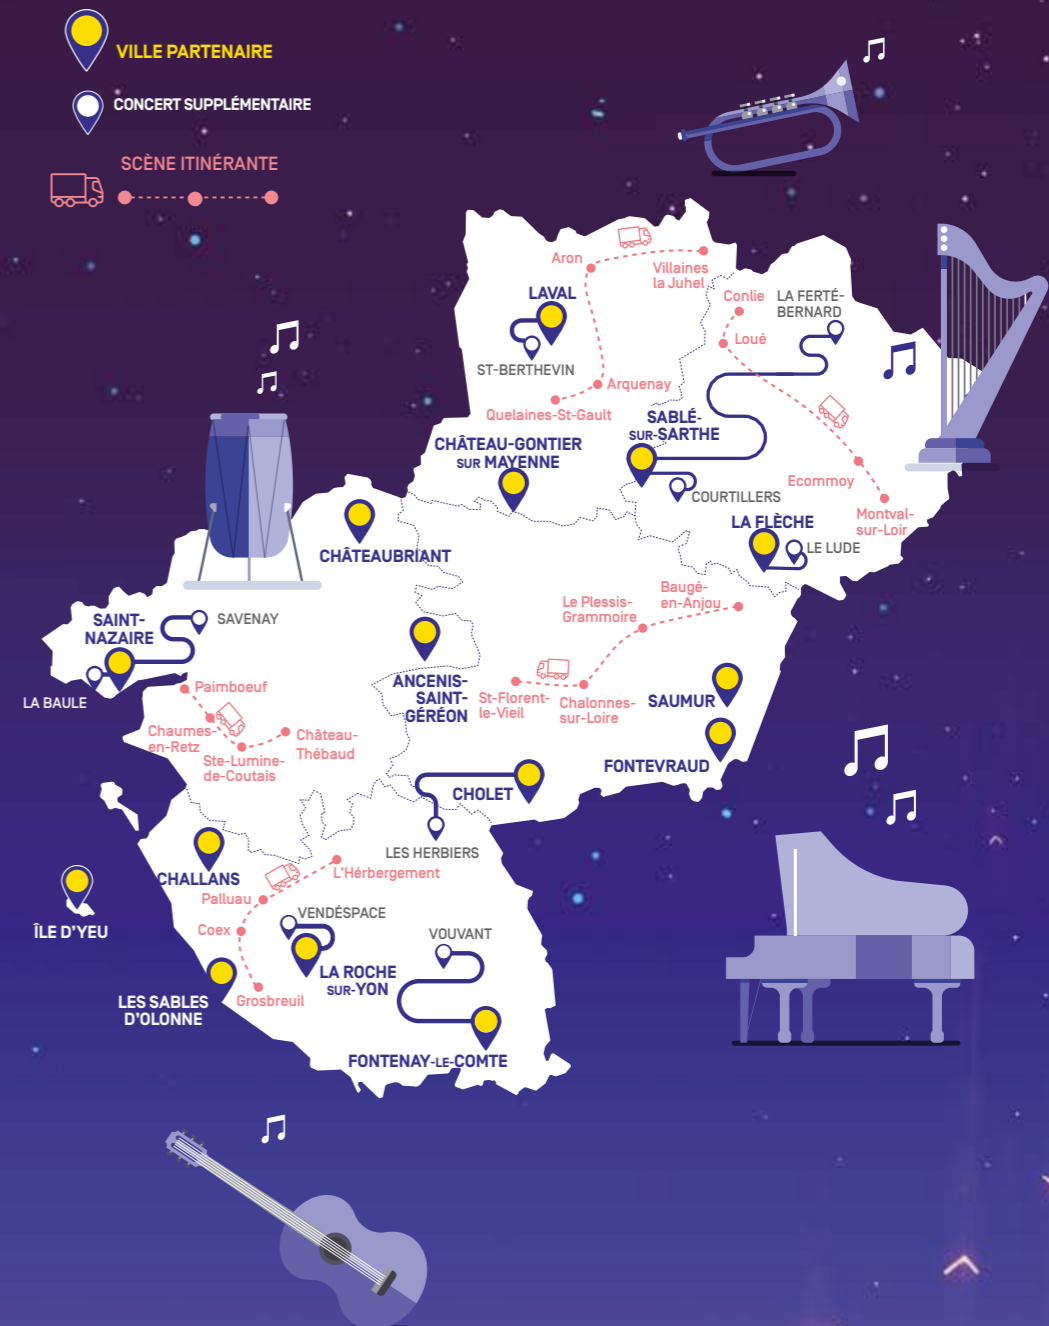 VILLE PARTENAIRE
CONCERT SUPPLÉMENTAIRE
SCÈNE ITINÉRANTE
Aron
Villaines
la Juhel
LAVAL
ST-BERTHEVIN
Arquenay
Quelaines-St-Gault
Conlie
LA FERTÉ-
BERNARD
Loué
SABLÉ-
SUR-SARTHE
CHÂTEAU-GONTIER
SUR MAYENNE
COURTILLERS
Ecommoy
Montval-
sur-Loir
LA FLÈCHE
LE LUDE
CHÂTEAUBRIANT
Baugé-
en-Anjou
Le Plessis-
Grammoire
SAINT-
NAZAIRE
SAVENAY
LA BAULE
ANCENIS-
SAINT-
GÉRÉON
St-Florent-
le-Vieil
Chalonnes-
sur-Loire
SAUMUR
Paimboeuf
Chaumes-
en-Retz
Ste-Lumine-
de-Coutais
Château-
Thébaud
FONTEVRAUD
CHOLET
LES HERBIERS
CHALLANS
L'Hérbergement
Palluau
Coex
Grosbreuil
ÎLE D'YEU
VENDÉSPACE
LA ROCHE
SUR-YON
VOUVANT
LES SABLES
D'OLONNE
FONTENAY-LE-COMTE